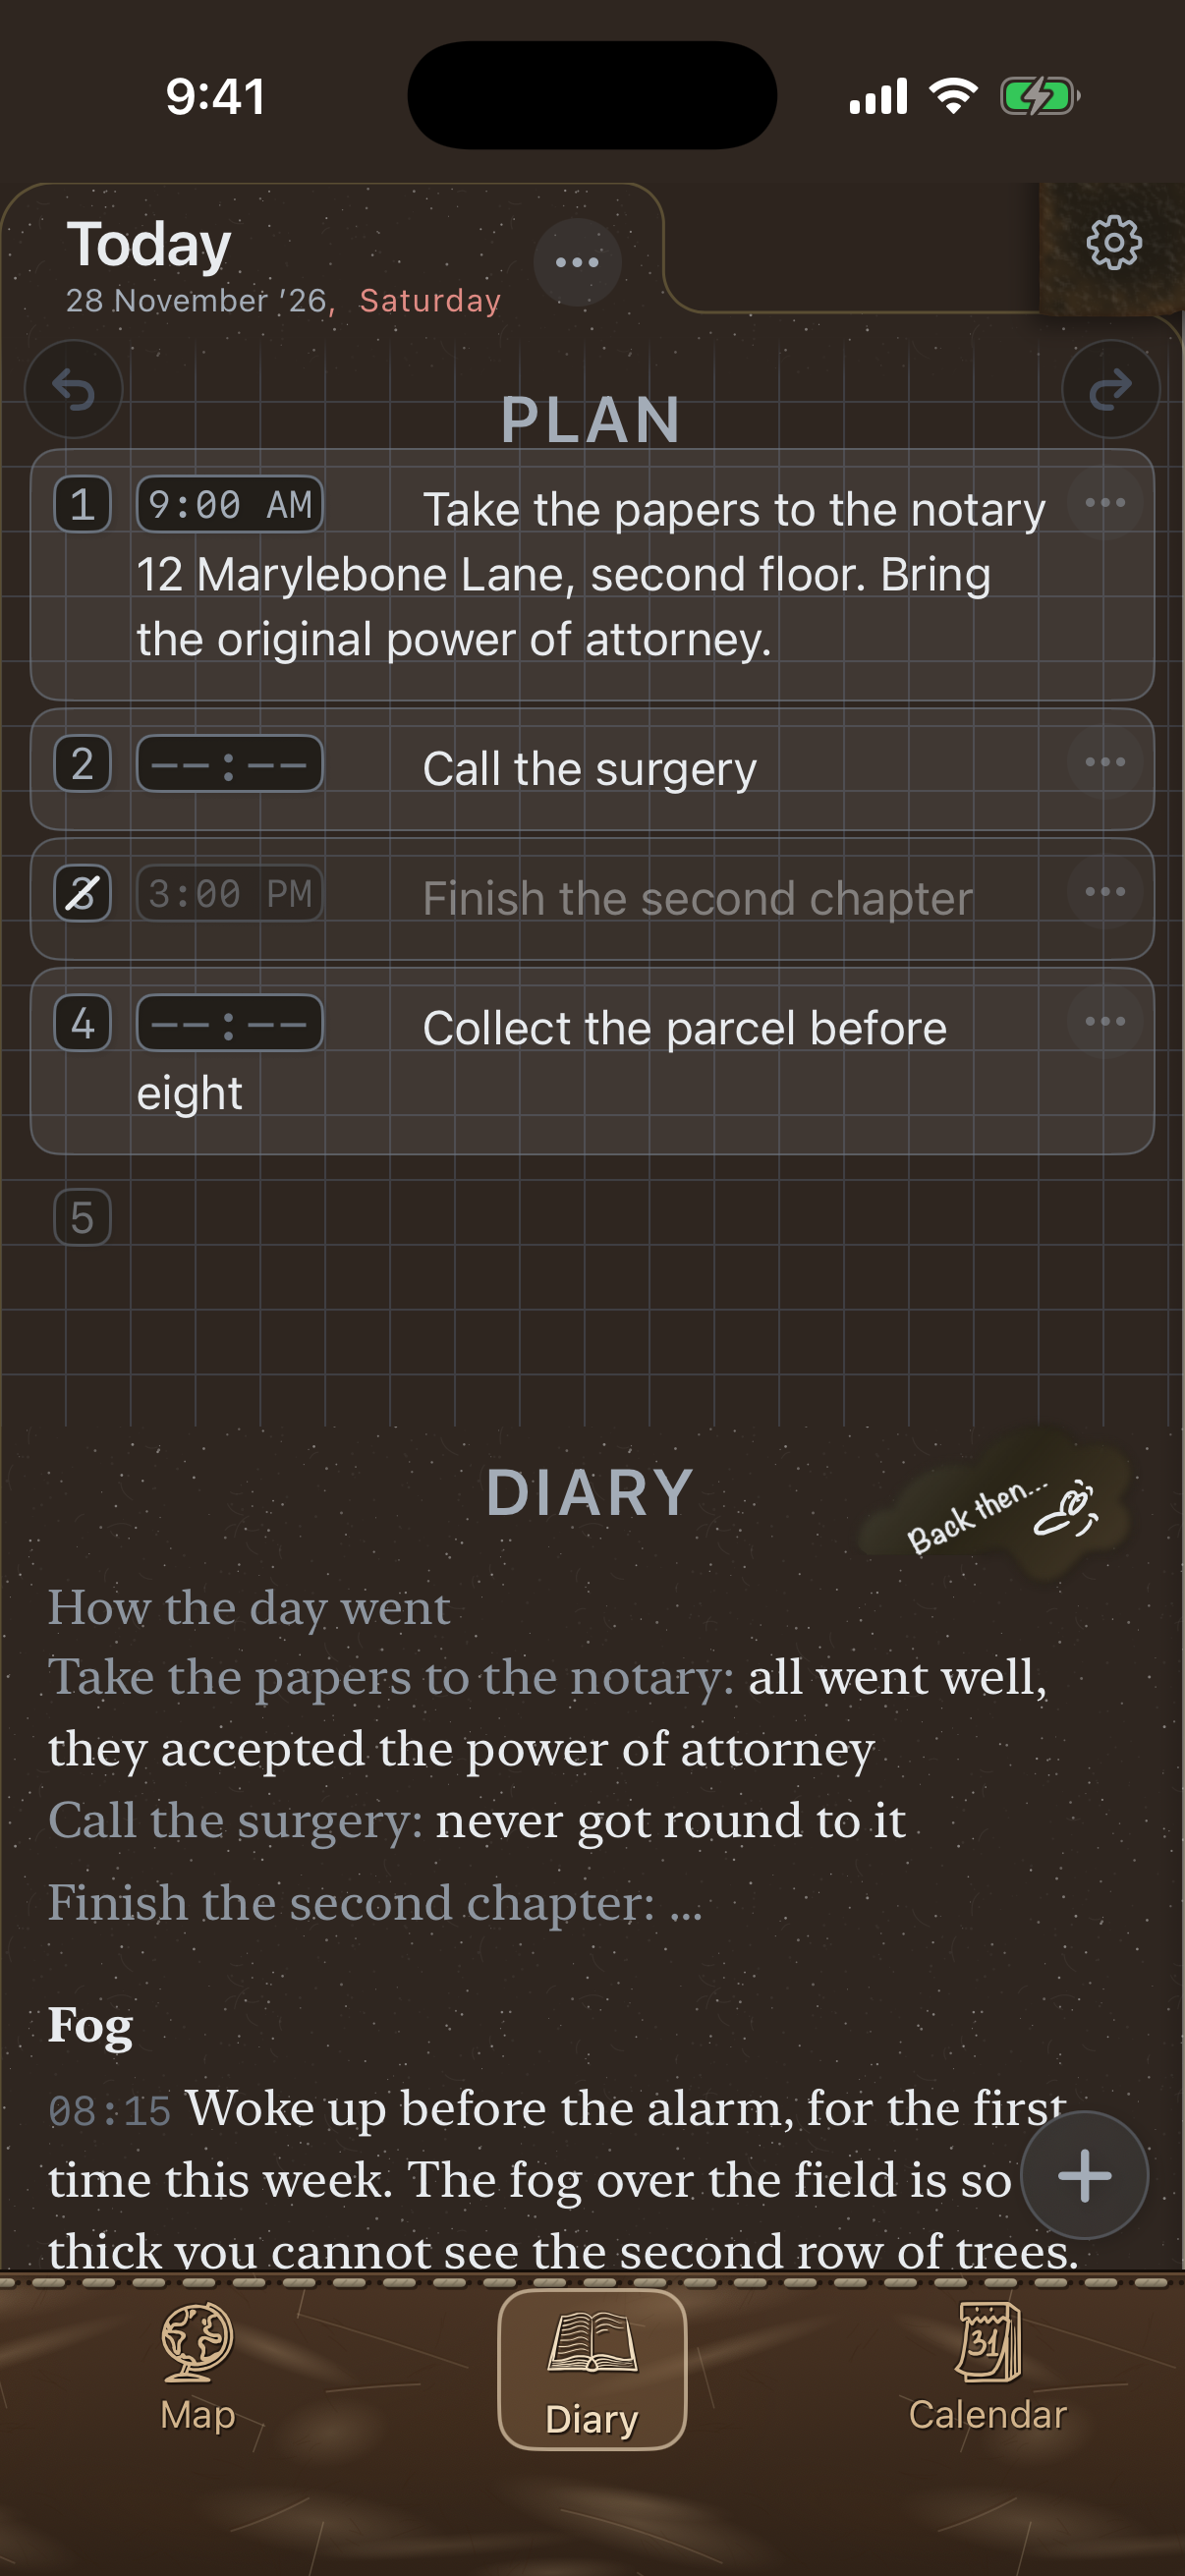 9:41
Today
28 November '26, Saturday
PLAN
1 9:00 AM Take the papers to the notary
12 Marylebone Lane, second floor. Bring
the original power of attorney.
2 --:-- Call the surgery
3 3:00 PM Finish the second chapter
4 --:-- Collect the parcel before
eight
5
DIARY
Back then...
How the day went
Take the papers to the notary: all went well,
they accepted the power of attorney
Call the surgery: never got round to it
Finish the second chapter: ...
Fog
08:15 Woke up before the alarm, for the first
time this week. The fog over the field is so
thick you cannot see the second row of trees.
31
Map
Diary
Calendar